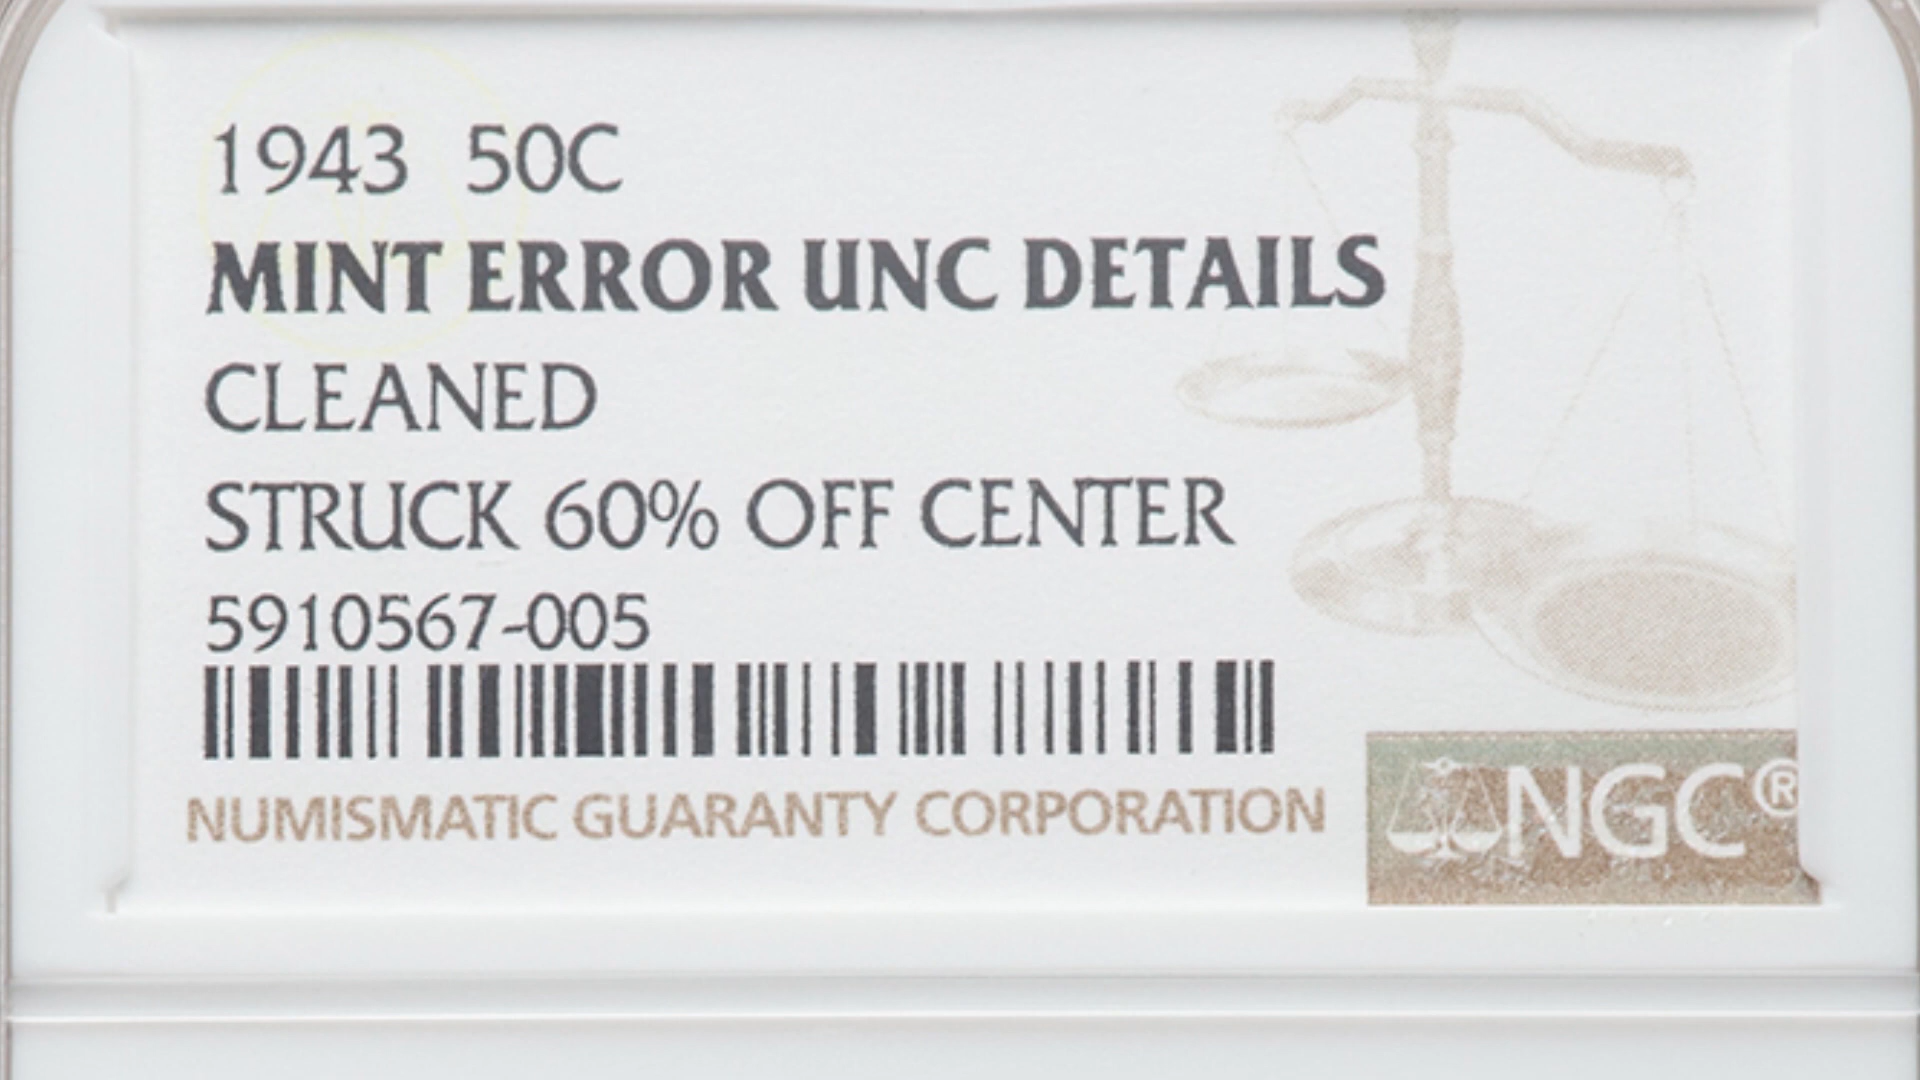 1943 50C
MINT ERROR UNC DETAILS
CLEANED
STRUCK 60% OFF CENTER
5910567-005
NUMISMATIC GUARANTY CORPORATION
NGC®